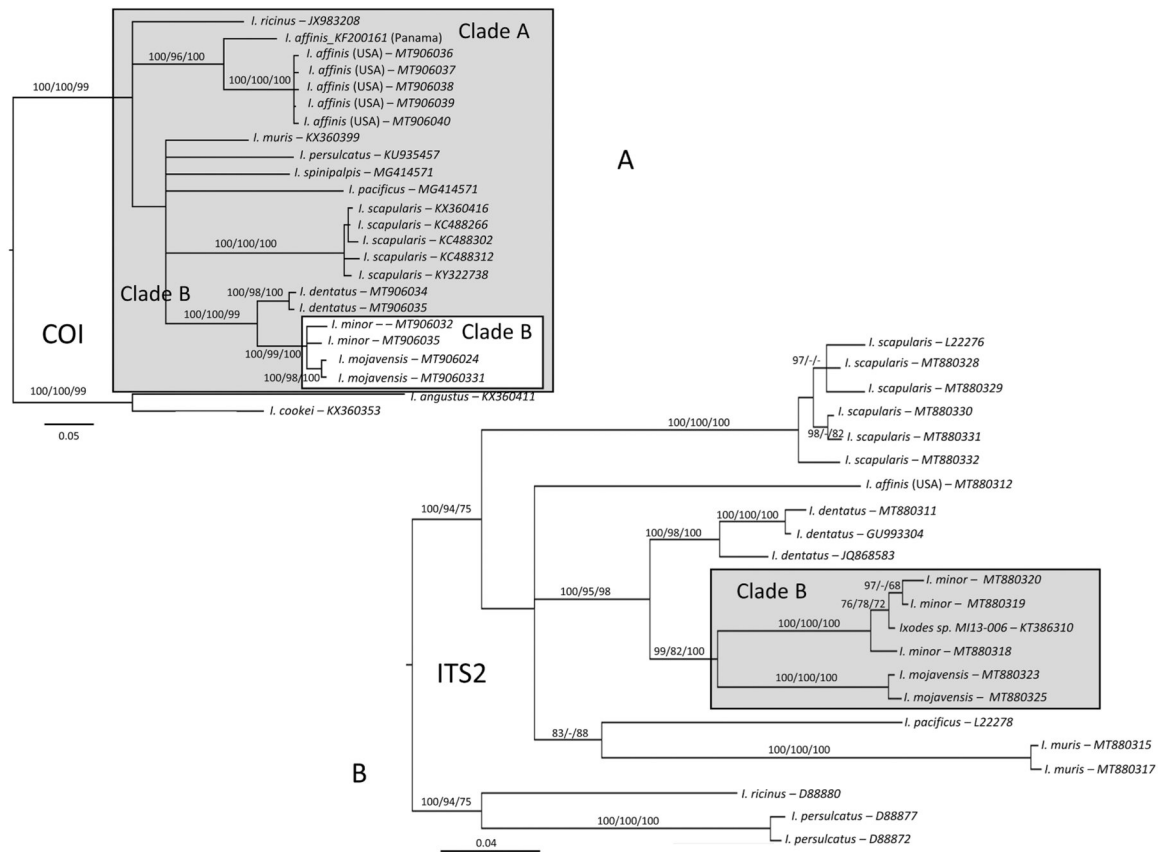 I. ricinus – JX983208
Clade A
I. affinis_KF200161 (Panama)
100/96/100
I. affinis (USA) – MT906036
I. affinis (USA) – MT906037
100/100/100
I. affinis (USA) – MT906038
100/100/99
I. affinis (USA) – MT906039
I. affinis (USA) – MT906040
I. muris – KX360399
I. persulcatus – KU935457
A
I. spinipalpis – MG414571
I. pacificus – MG414571
I. scapularis – KX360416
I. scapularis – KC488266
100/100/100
I. scapularis – KC488302
I. scapularis – KC488312
I. scapularis – KY322738
Clade B
100/98/100
I. dentatus – MT906034
I. dentatus – MT906035
100/100/99
COI
I. minor – – MT906032
Clade B
I. minor – MT906035
100/99/100
I. mojavensis – MT906024
100/98/100
I. mojavensis – MT9060331
100/100/99
I. angustus – KX360411
I. cookei – KX360353
0.05
I. scapularis – L22276
97/-/-
I. scapularis – MT880328
I. scapularis – MT880329
I. scapularis – MT880330
100/100/100
98/-/82
I. scapularis – MT880331
I. scapularis – MT880332
I. affinis (USA) – MT880312
100/94/75
I. dentatus – MT880311
100/100/100
100/98/100
I. dentatus – GU993304
I. dentatus – JQ868583
100/95/98
Clade B
97/-/68
I. minor – MT880320
76/78/72
I. minor – MT880319
100/100/100
Ixodes sp. MI13-006 – KT386310
99/82/100
I. minor – MT880318
ITS2
100/100/100
I. mojavensis – MT880323
I. mojavensis – MT880325
83/-/88
I. pacificus – L22278
100/100/100
I. muris – MT880315
B
I. muris – MT880317
100/94/75
I. ricinus – D88880
100/100/100
I. persulcatus – D88877
I. persulcatus – D88872
0.04